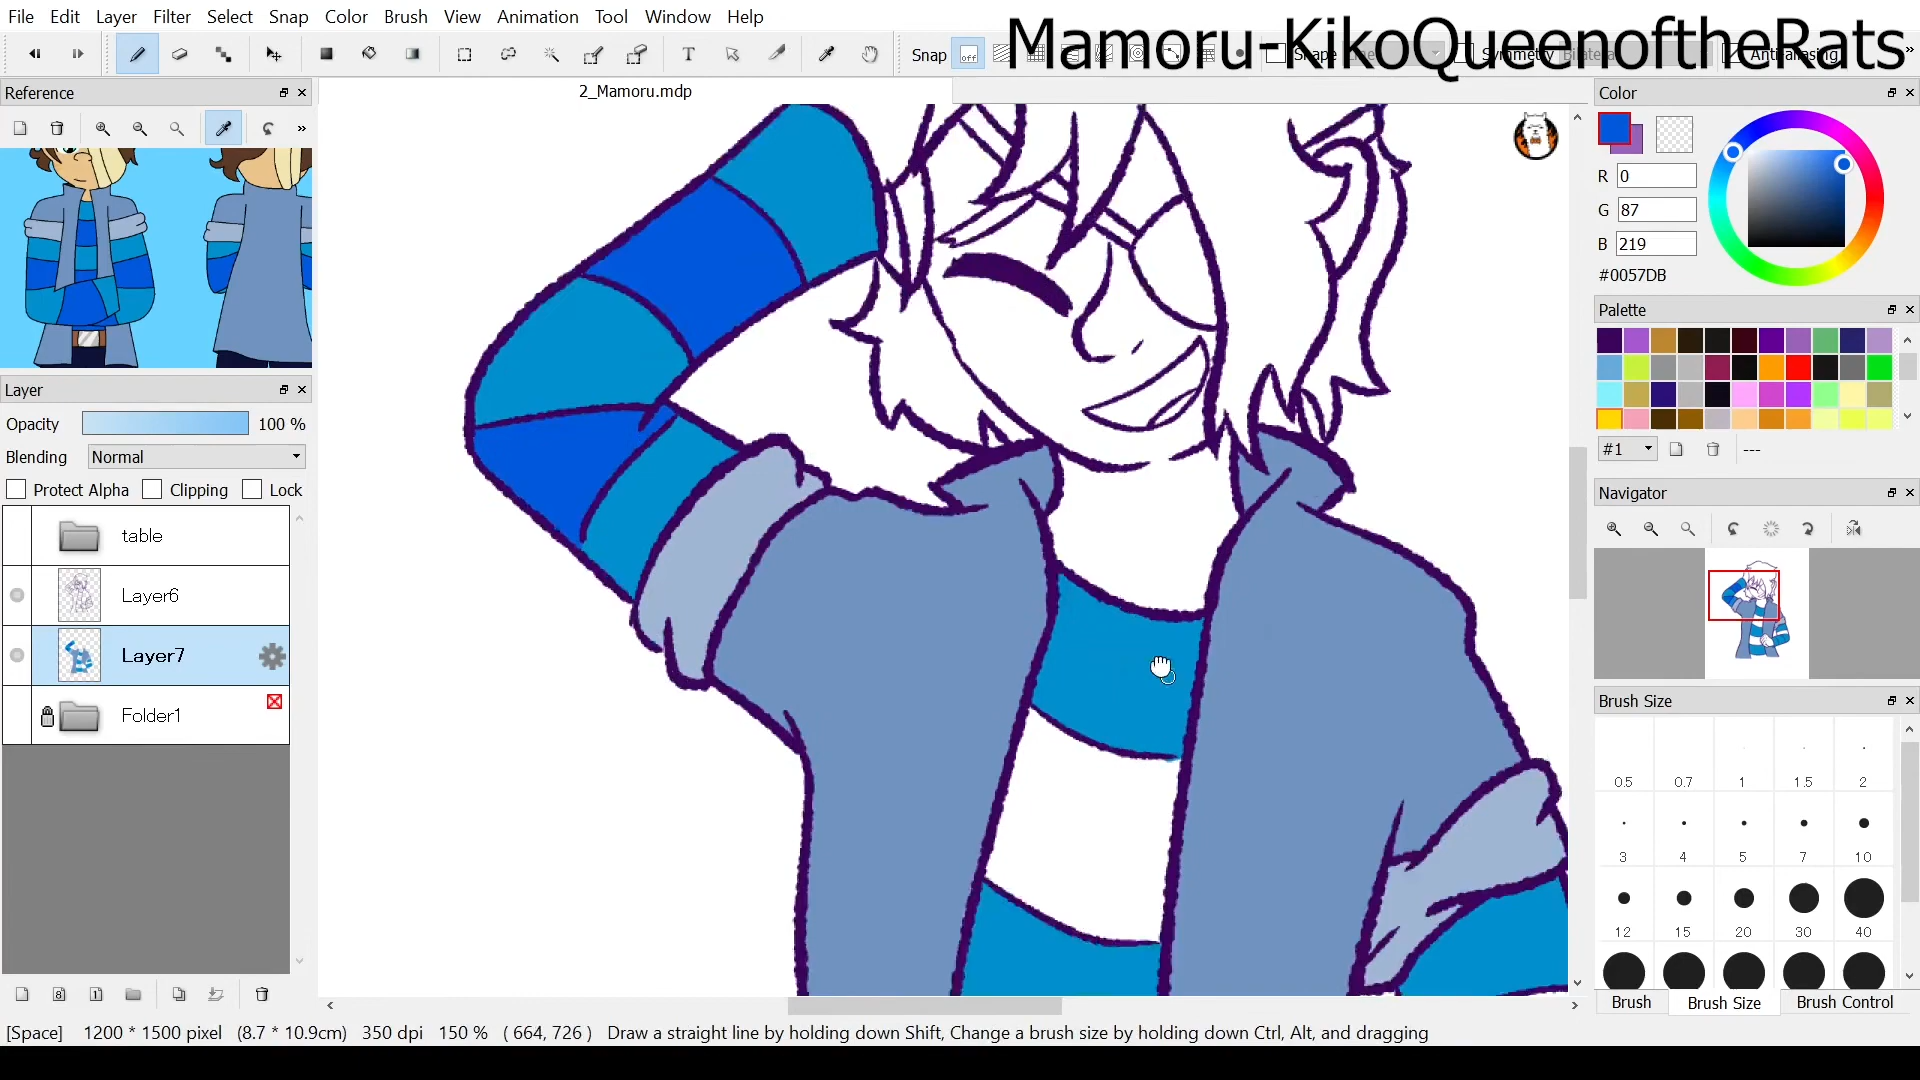 File Edit Layer Filter Select Snap Color Brush View Animation Tool Window Help
Mamoru-KikoQueenoftheRats
Snap off Shape Symmetry Bilateral Antialiasing
Reference
2_Mamoru.mdp
Color
R 0
G 87
B 219
#0057DB
Palette
#1 ---
Layer
Opacity 100 %
Blending Normal
Protect Alpha Clipping Lock
table
Layer6
Layer7
Folder1
Navigator
Brush Size
0.5 0.7 1 1.5 2
3 4 5 7 10
12 15 20 30 40
Brush Brush Size Brush Control
8 1
[Space] 1200 * 1500 pixel (8.7 * 10.9cm) 350 dpi 150 % ( 664, 726 ) Draw a straight line by holding down Shift, Change a brush size by holding down Ctrl, Alt, and dragging